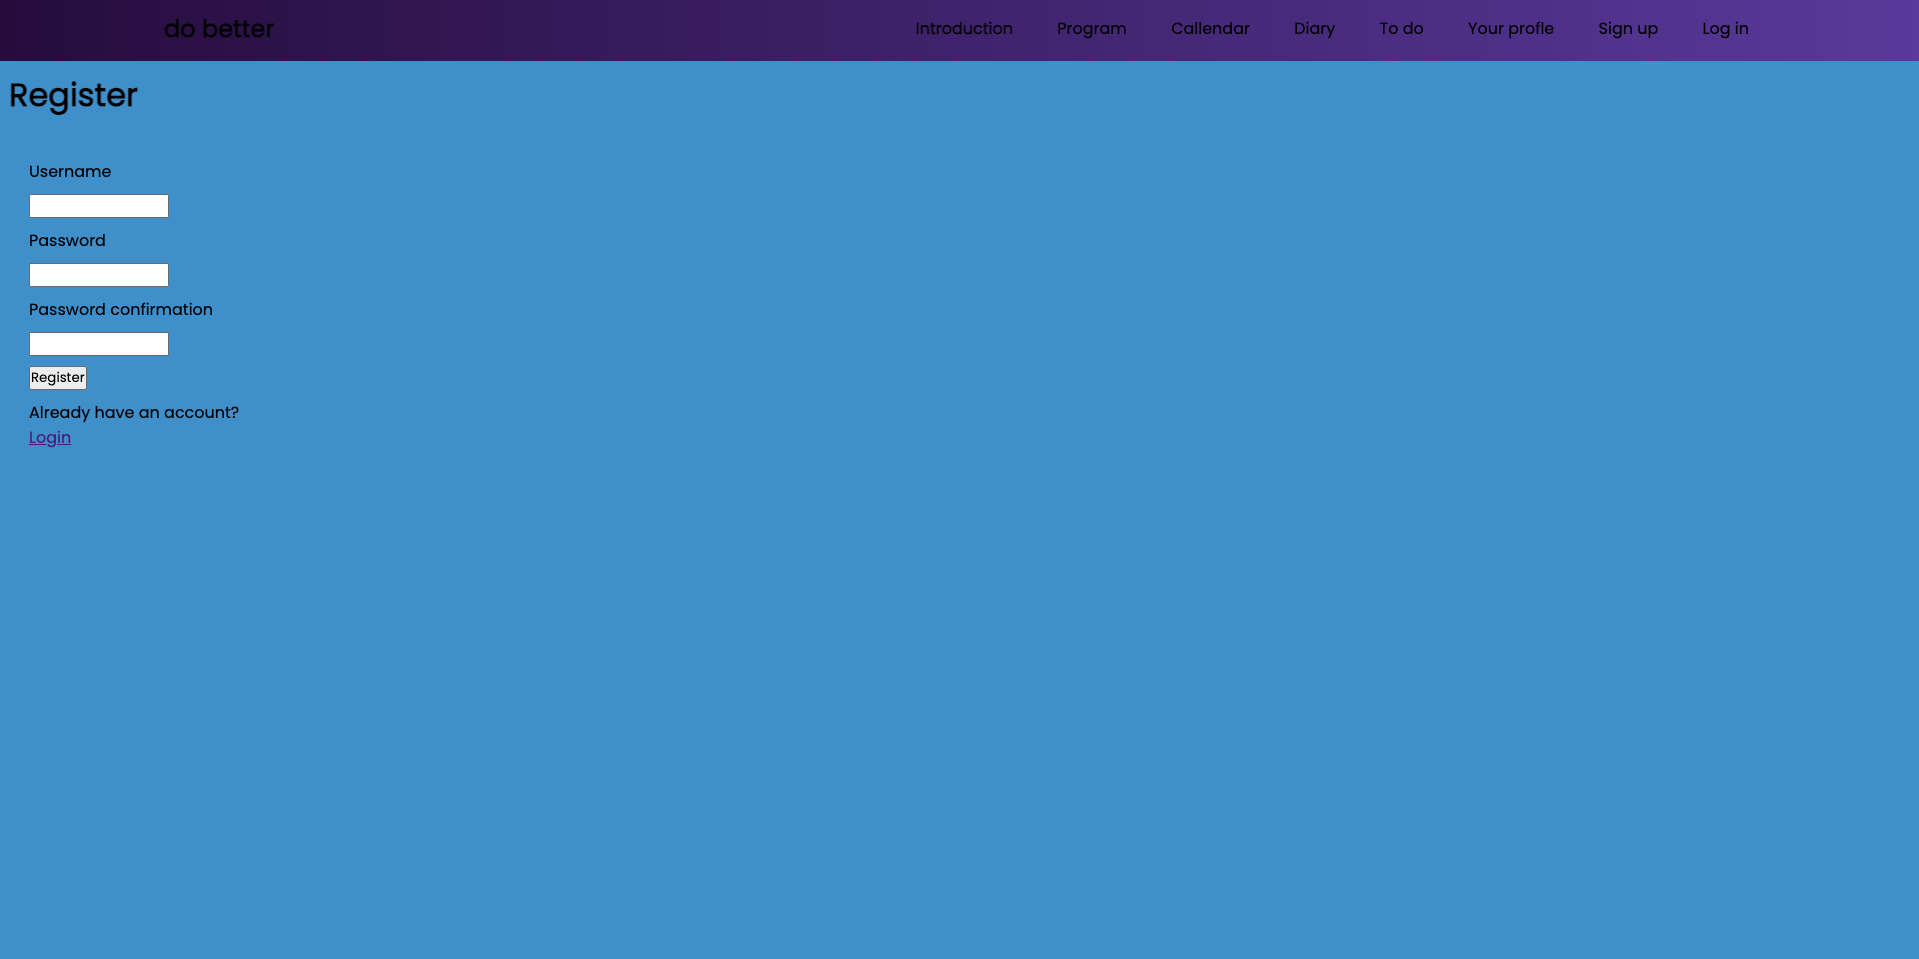 do better
Introduction Program Callendar Diary To do Your profle Sign up Log in
Register
Username
Password
Password confirmation
Register
Already have an account?
Login